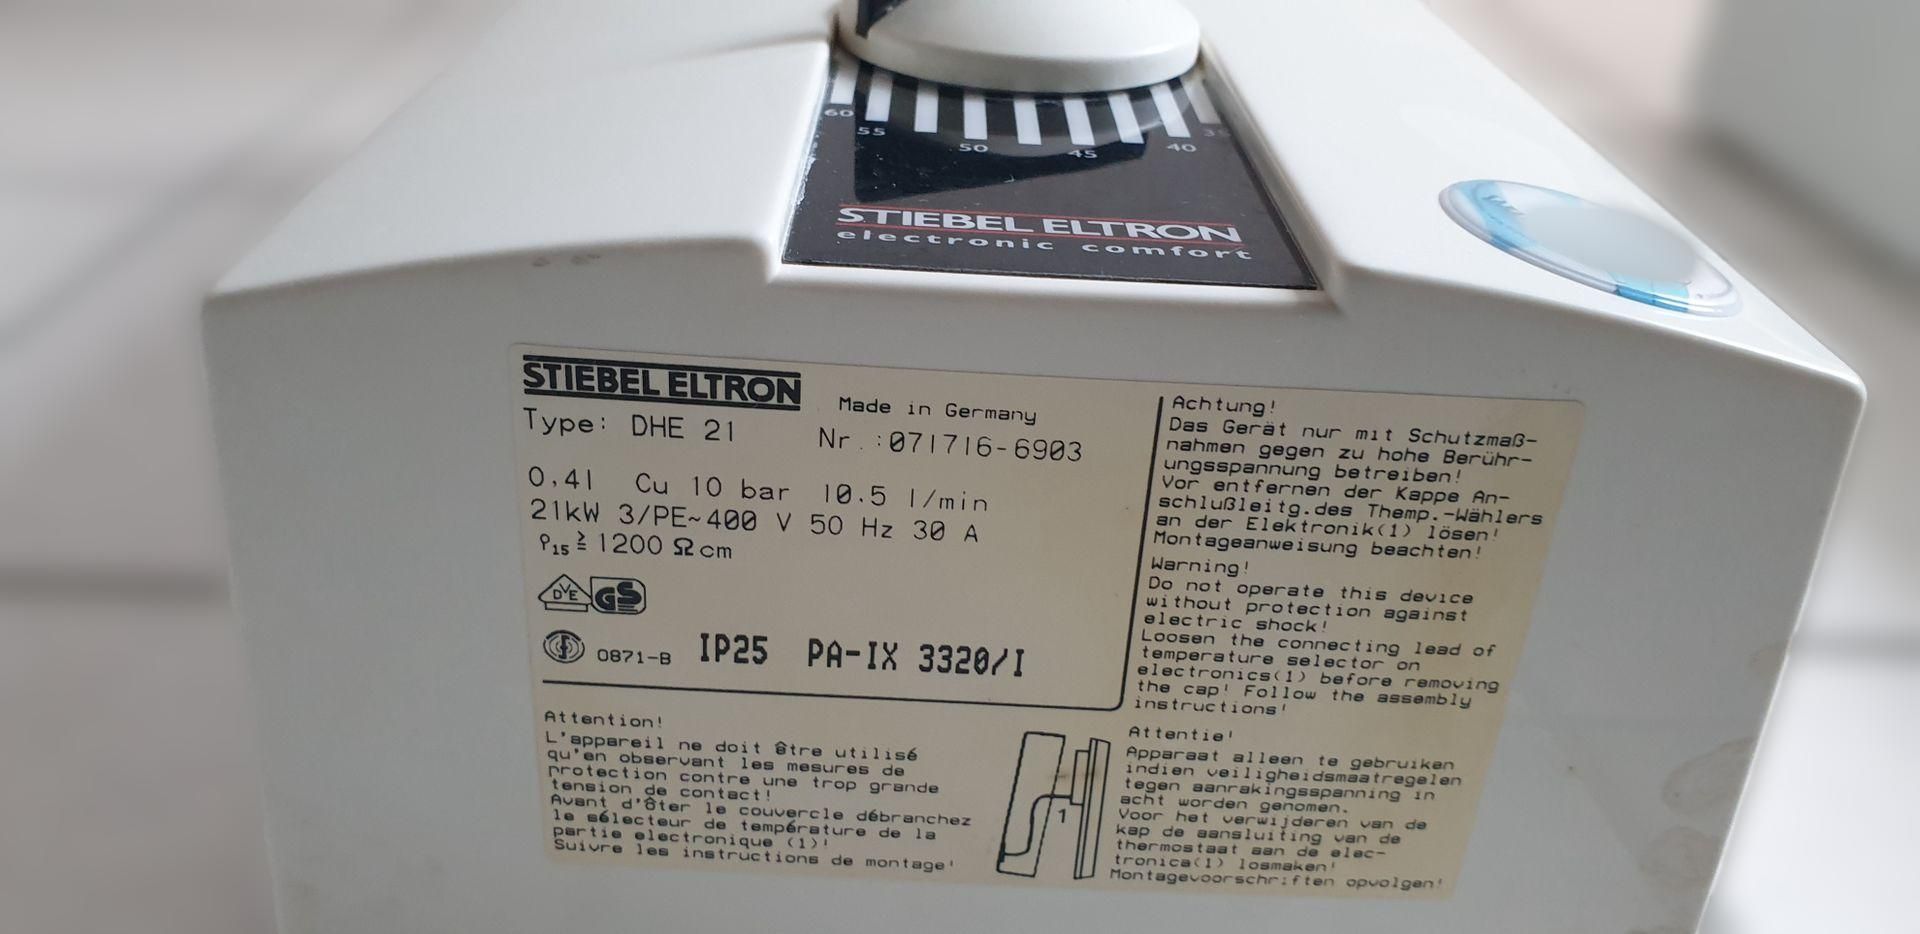 60
55
50
45
40
35
STIEBEL ELTRON
electronic comfort
STIEBEL ELTRON
Made in Germany
Type: DHE 21
Nr.:071716-6903
0,4l Cu 10 bar 10.5 l/min
21kW 3/PE~400 V 50 Hz 30 A
ρ15 ≥ 1200 Ωcm
DVE GS
S 0871-B IP25 PA-IX 3320/I
Achtung!
Das Gerät nur mit Schutzmaß-
nahmen gegen zu hohe Berühr-
ungsspannung betreiben!
Vor entfernen der Kappe An-
schlußleitg.des Themp.-Wählers
an der Elektronik(1) lösen!
Montageanweisung beachten!
Warning!
Do not operate this device
without protection against
electric shock!
Loosen the connecting lead of
temperature selector on
electronics(1) before removing
the cap! Follow the assembly
instructions!
Attention!
L'appareil ne doit être utilisé
qu'en observant les mesures de
protection contre une trop grande
tension de contact!
Avant d'ôter le couvercle débranchez
le sélecteur de température de la
partie electronique (1)!
Suivre les instructions de montage!
1
Attentie!
Apparaat alleen te gebruiken
indien veiligheidsmaatregelen
tegen aanrakingsspanning in
acht worden genomen.
Voor het verwijderen van de
kap de aansluiting van de
thermostaat aan de elec-
tronica(1) losmaken!
Montagevoorschriften opvolgen!